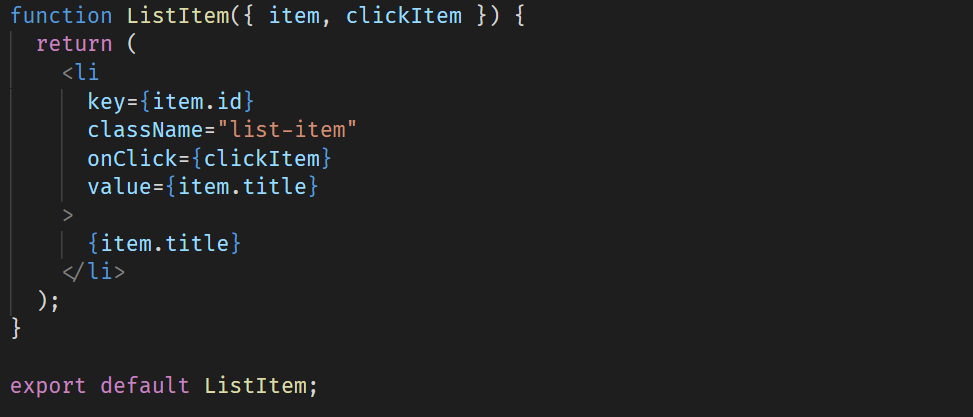 function ListItem({ item, clickItem }) {
  return (
    <li
      key={item.id}
      className="list-item"
      onClick={clickItem}
      value={item.title}
    >
      {item.title}
    </li>
  );
}

export default ListItem;